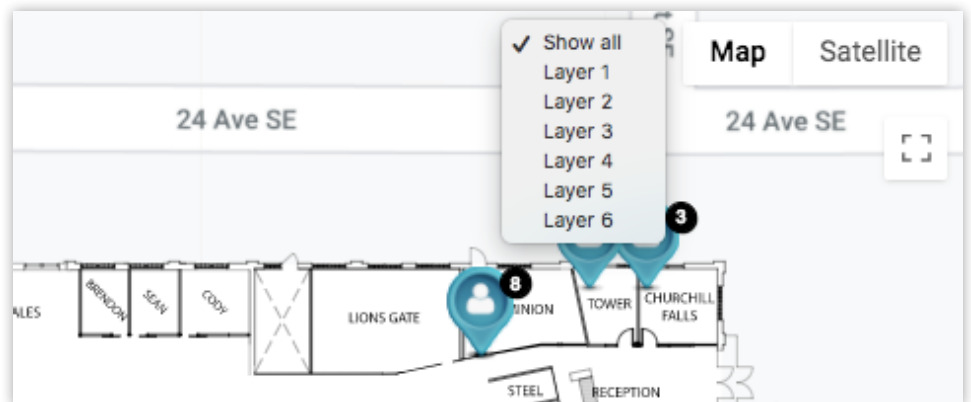 ✓ Show all
Layer 1
Layer 2
Layer 3
Layer 4
Layer 5
Layer 6
Map
Satellite
24 Ave SE
24 Ave SE
3
8
ALES
BRENDON
SEAN
CODY
LIONS GATE
INION
TOWER
CHURCHILL
FALLS
STEEL
RECEPTION